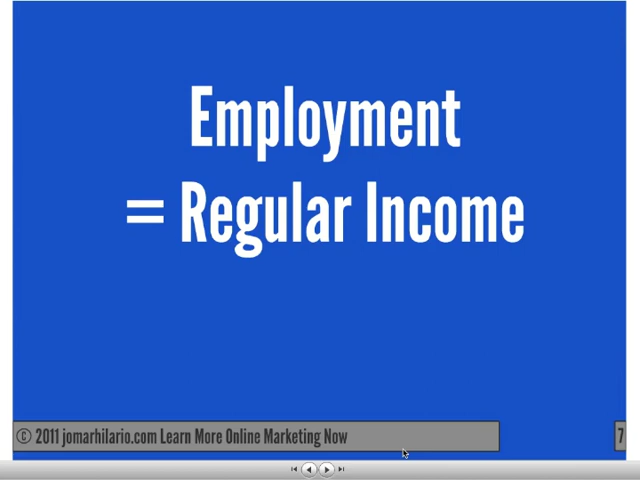 Employment
= Regular Income
© 2011 jomarhilario.com Learn More Online Marketing Now
7